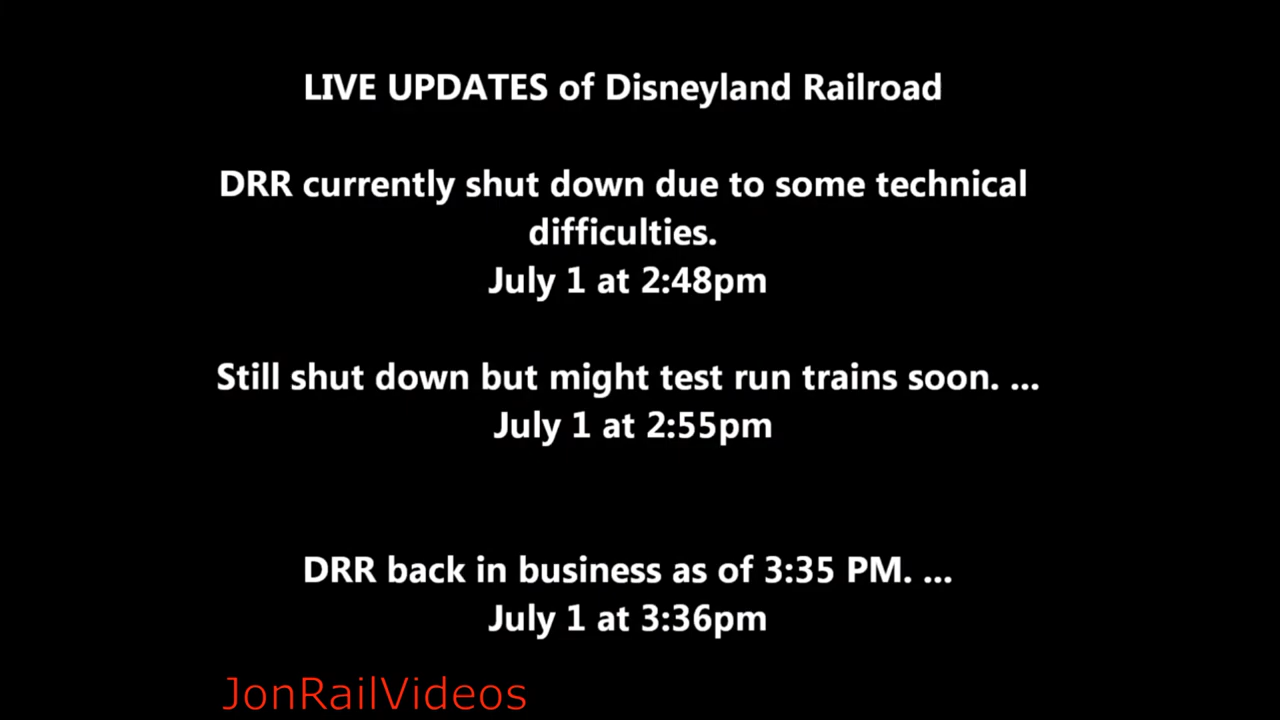 LIVE UPDATES of Disneyland Railroad
DRR currently shut down due to some technical
difficulties.
July 1 at 2:48pm
Still shut down but might test run trains soon. ...
July 1 at 2:55pm
DRR back in business as of 3:35 PM. ...
July 1 at 3:36pm
JonRailVideos